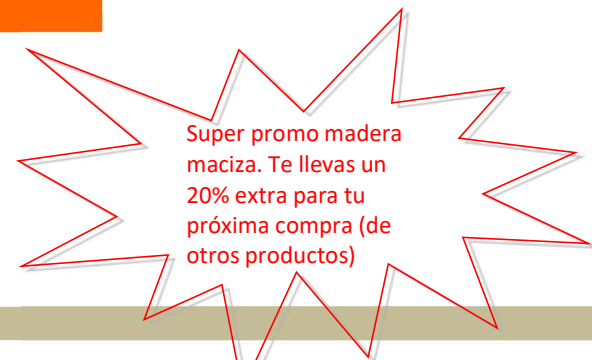 Super promo madera
maciza. Te llevas un
20% extra para tu
próxima compra (de
otros productos)